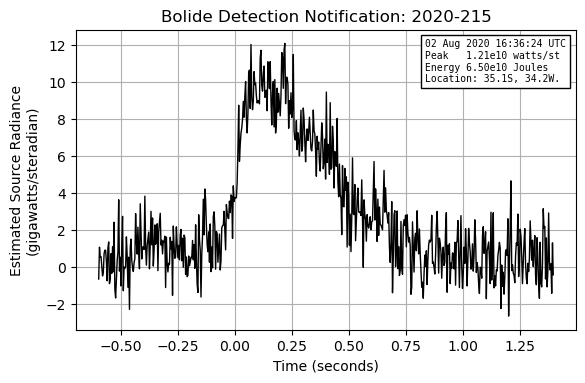 Bolide Detection Notification: 2020-215
02 Aug 2020 16:36:24 UTC
Peak   1.21e10 watts/st
Energy 6.50e10 Joules
Location: 35.1S, 34.2W.
Estimated Source Radiance
(gigawatts/steradian)
12
10
8
6
4
2
0
−2
−0.50 −0.25 0.00 0.25 0.50 0.75 1.00 1.25
Time (seconds)